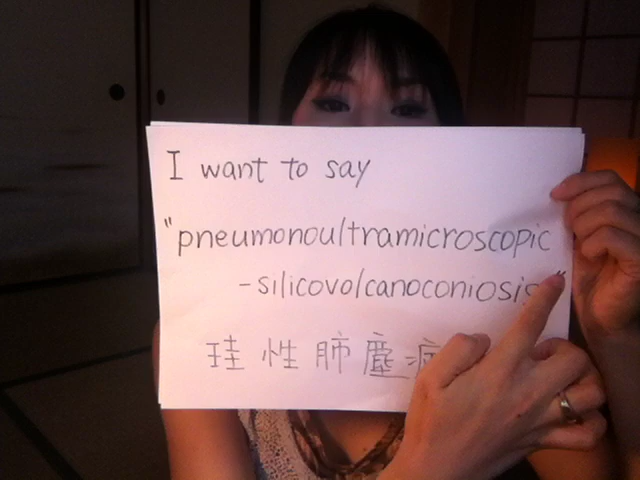 I want to say
"pneumonoultramicroscopic
-silicovolcanoconiosis"
珪性肺塵